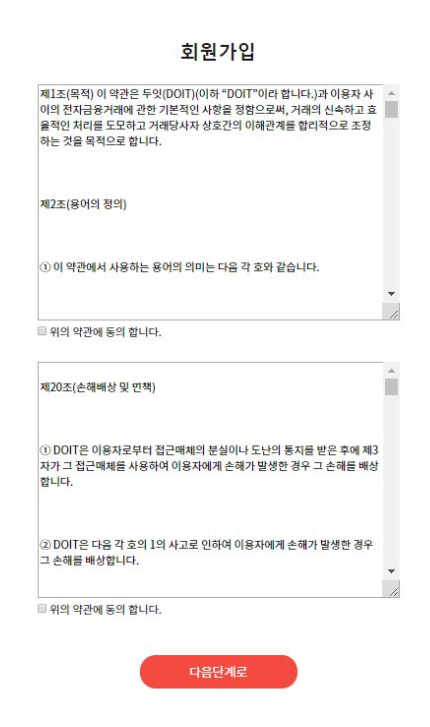 회원가입
제1조(목적) 이 약관은 두잇(DOIT)(이하 “DOIT”이라 합니다.)과 이용자 사
이의 전자금융거래에 관한 기본적인 사항을 정함으로써, 거래의 신속하고 효
율적인 처리를 도모하고 거래당사자 상호간의 이해관계를 합리적으로 조정
하는 것을 목적으로 합니다.
제2조(용어의 정의)
① 이 약관에서 사용하는 용어의 의미는 다음 각 호와 같습니다.
위의 약관에 동의 합니다.
제20조(손해배상 및 면책)
① DOIT은 이용자로부터 접근매체의 분실이나 도난의 통지를 받은 후에 제3
자가 그 접근매체를 사용하여 이용자에게 손해가 발생한 경우 그 손해를 배상
합니다.
② DOIT은 다음 각 호의 1의 사고로 인하여 이용자에게 손해가 발생한 경우
그 손해를 배상합니다.
위의 약관에 동의 합니다.
다음단계로